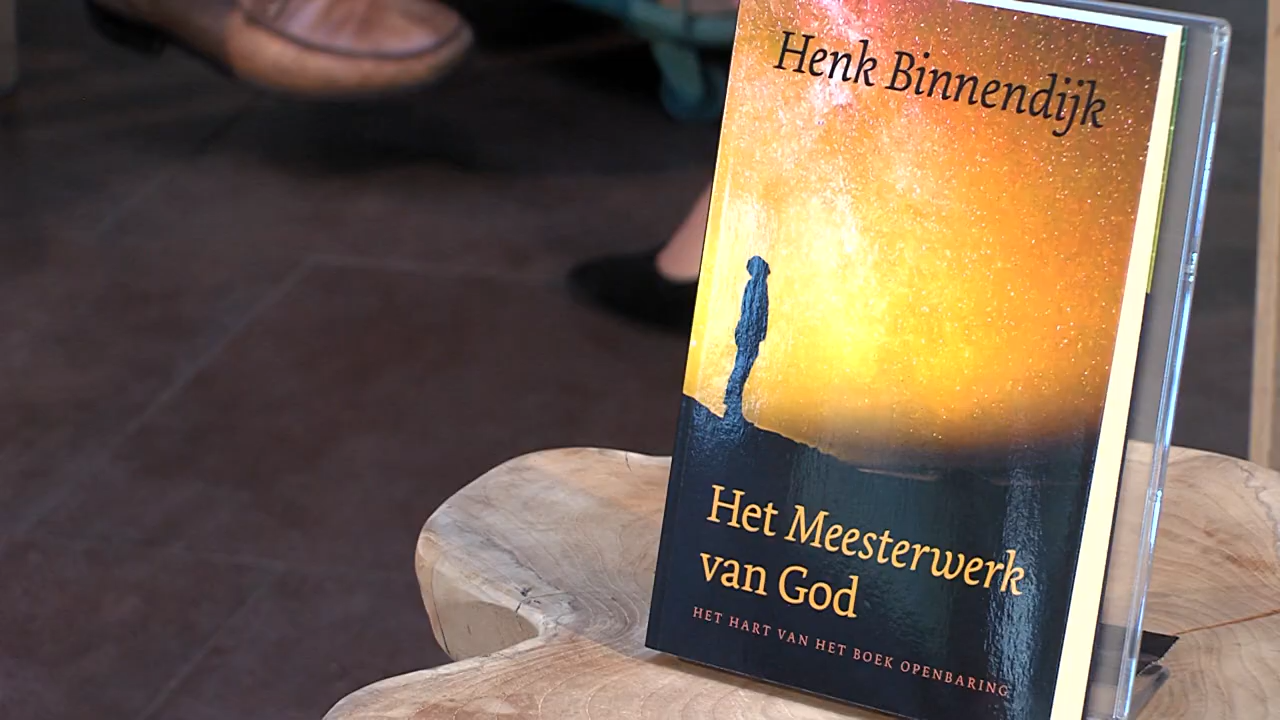 Henk Binnendijk
Het Meesterwerk
van God
HET HART VAN HET BOEK OPENBARING